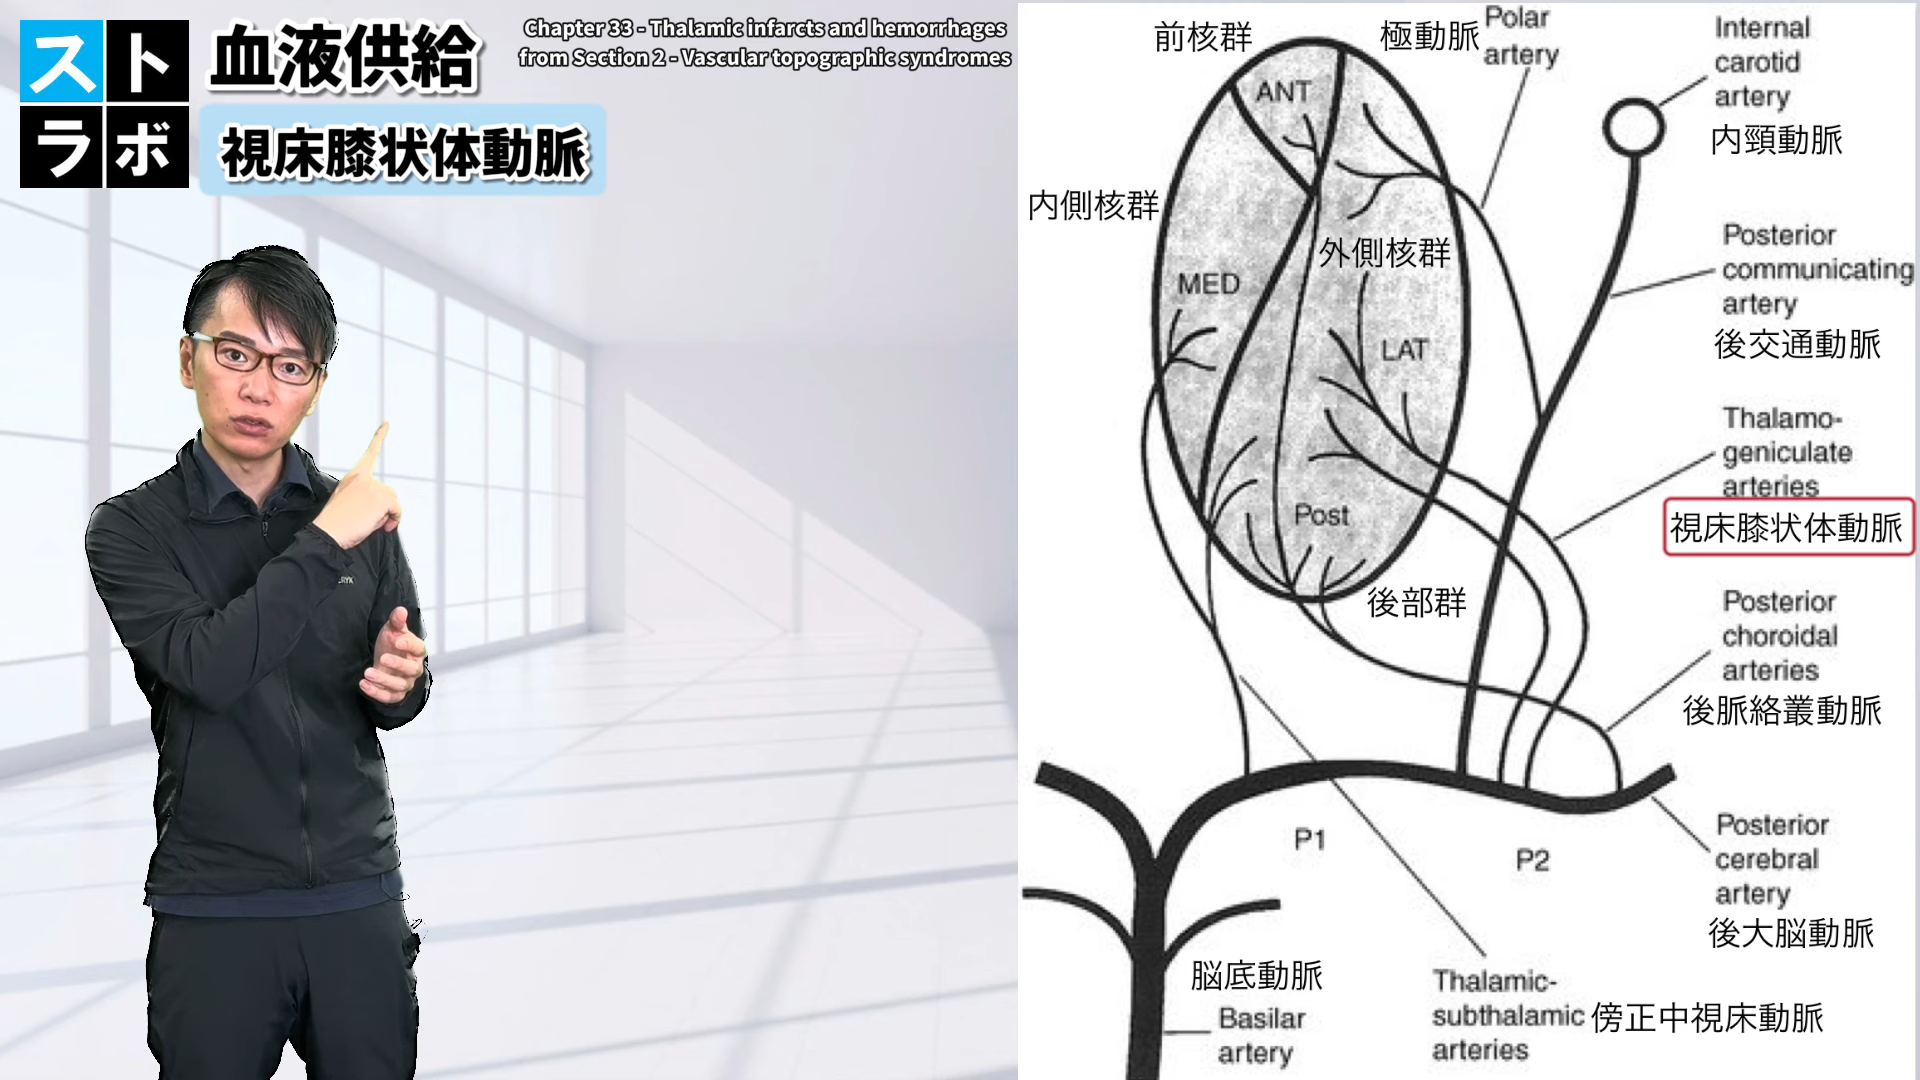 スト
ラボ
血液供給
視床膝状体動脈
Chapter 33 - Thalamic infarcts and hemorrhages
from Section 2 - Vascular topographic syndromes
前核群
極動脈
Polar
artery
Internal
carotid
artery
内頸動脈
ANT
内側核群
外側核群
MED
LAT
Posterior
communicating
artery
後交通動脈
Thalamo-
geniculate
arteries
視床膝状体動脈
Post
後部群
Posterior
choroidal
arteries
後脈絡叢動脈
P1
P2
Posterior
cerebral
artery
後大脳動脈
脳底動脈
Basilar
artery
Thalamic-
subthalamic
arteries
傍正中視床動脈